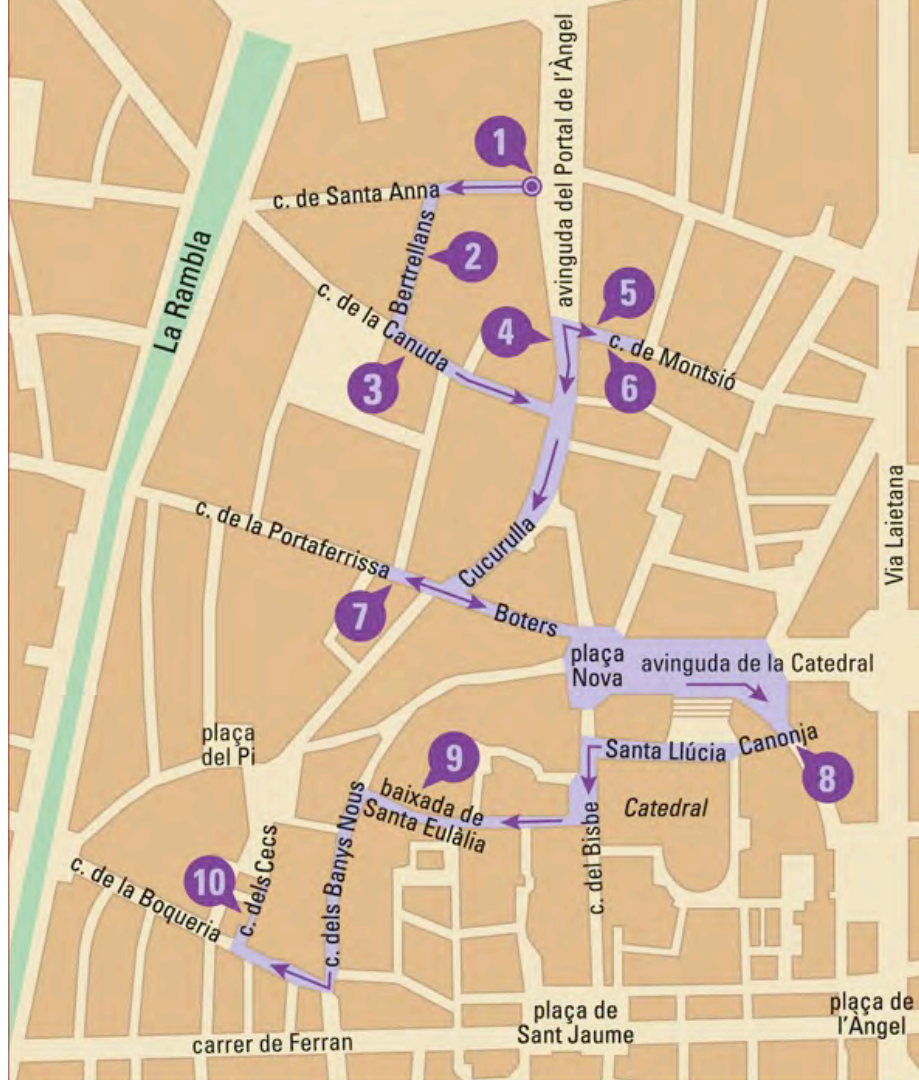 avinguda del Portal de l'Àngel
1
c. de Santa Anna
La Rambla
Bertrellans
2
c. de la Canuda
3
4
5
c. de Montsió
6
Via Laietana
c. de la Portaferrissa
Cucurulla
7
Boters
plaça
Nova
avinguda de la Catedral
plaça
del Pi
Santa Llúcia
Canonja
8
9
baixada de
Santa Eulàlia
Catedral
c. del Bisbe
c. dels Banys Nous
c. dels Cecs
10
c. de la Boqueria
plaça de
Sant Jaume
plaça de
l'Àngel
carrer de Ferran